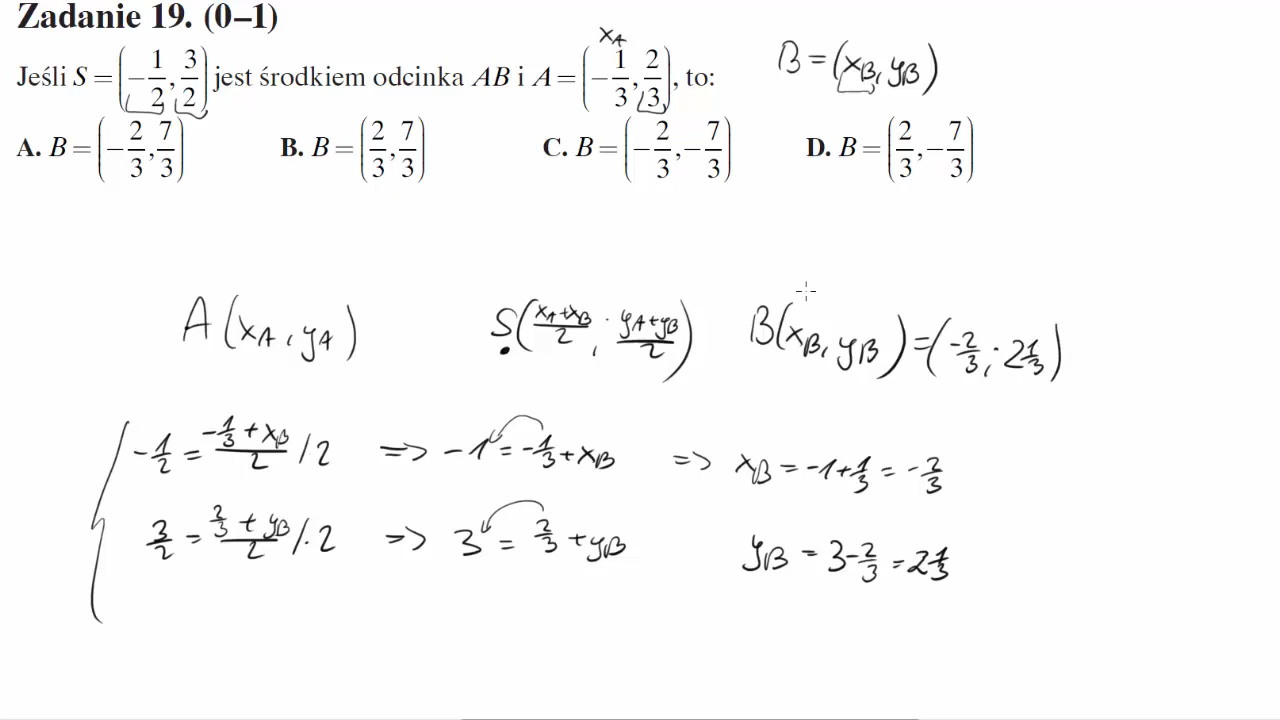 Zadanie 19. (0–1)
Jeśli S = (-1/2, 3/2) jest środkiem odcinka AB i A = (-1/3, 2/3), to:
x_A
B = (x_B, y_B)
A. B = (-2/3, 7/3) B. B = (2/3, 7/3) C. B = (-2/3, -7/3) D. B = (2/3, -7/3)
A (x_A, y_A) S((x_A+x_B)/2, (y_A+y_B)/2) B(x_B, y_B) = (-2/3, 2 1/3)
-1/2 = (-1/3 + x_B)/2 /2 => -1 = -1/3 + x_B => x_B = -1 + 1/3 = -2/3
3/2 = (2/3 + y_B)/2 /·2 => 3 = 2/3 + y_B y_B = 3 - 2/3 = 2 1/3